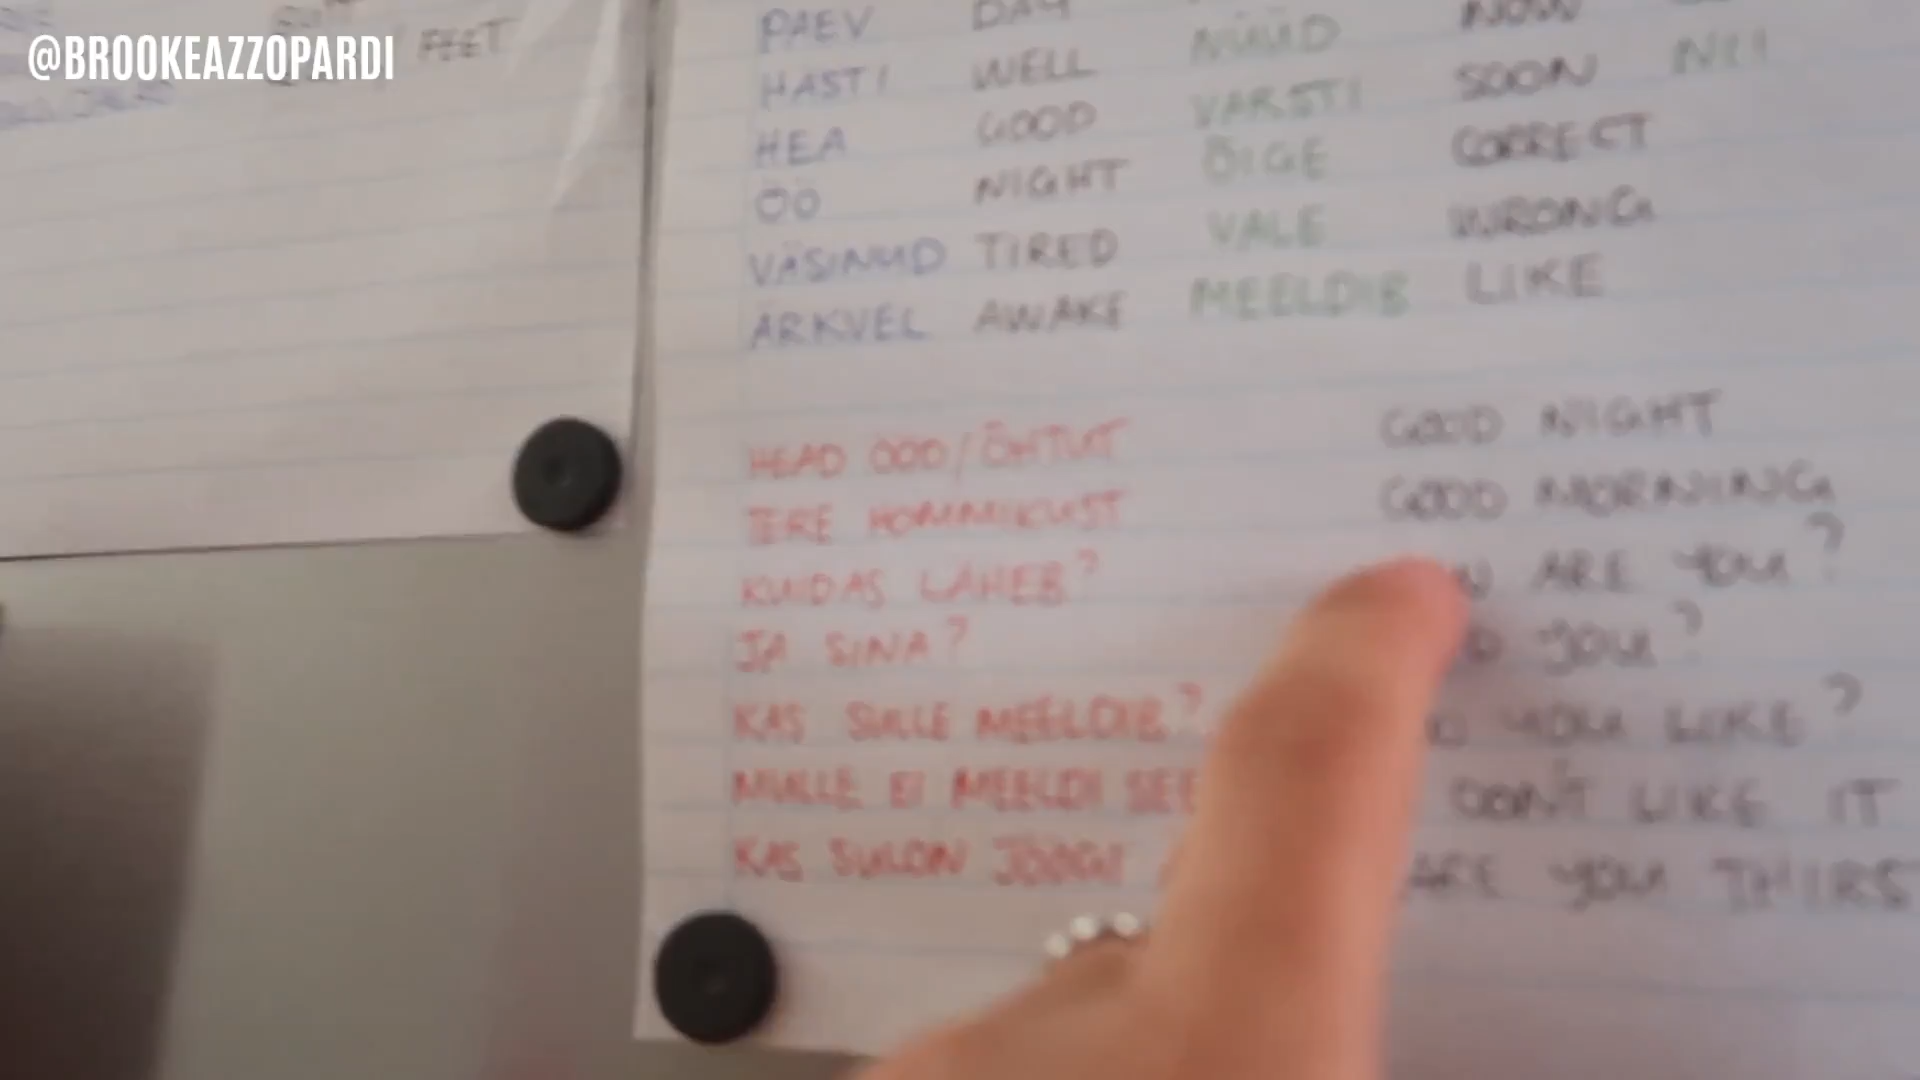 @BROOKEAZZOPARDI
FEET
PAEV DAY NÜÜD NOW
HASTI WELL VARSTI SOON NII
HEA GOOD ÕIGE CORRECT
ÖÖ NIGHT VALE WRONG
VÄSINUD TIRED MEELDIB LIKE
ÄRKVEL AWAKE
HEAD ÖÖD/ÕHTUT GOOD NIGHT
TERE HOMMIKUST GOOD MORNING
KUIDAS LÄHEB? ARE YOU?
JA SINA? YOU?
KAS SULLE MEELDIB? YOU LIKE?
MULLE EI MEELDI SEE DON'T LIKE IT
KAS SULON JOOGI ARE YOU THIRS